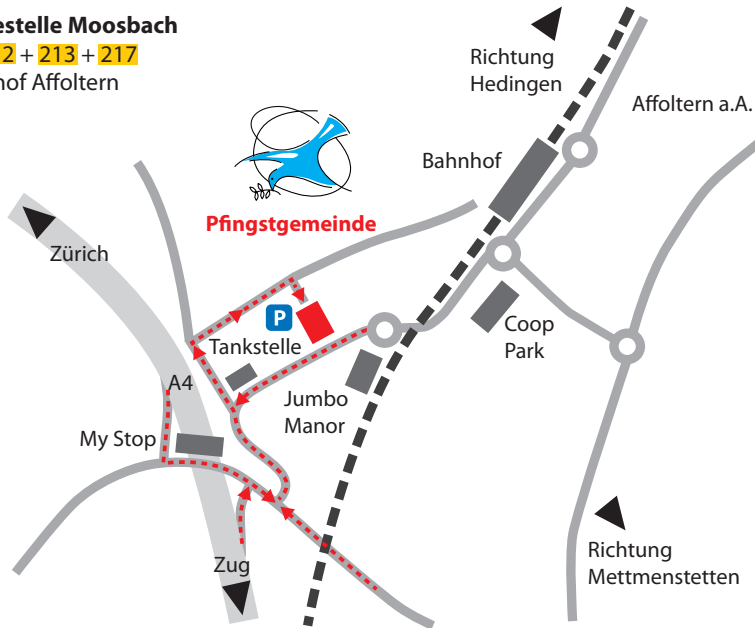 estelle Moosbach
2 + 213 + 217
hof Affoltern
Richtung
Hedingen
Affoltern a.A.
Bahnhof
Pfingstgemeinde
Zürich
P
Tankstelle
Coop
Park
A4
Jumbo
Manor
My Stop
Zug
Richtung
Mettmenstetten